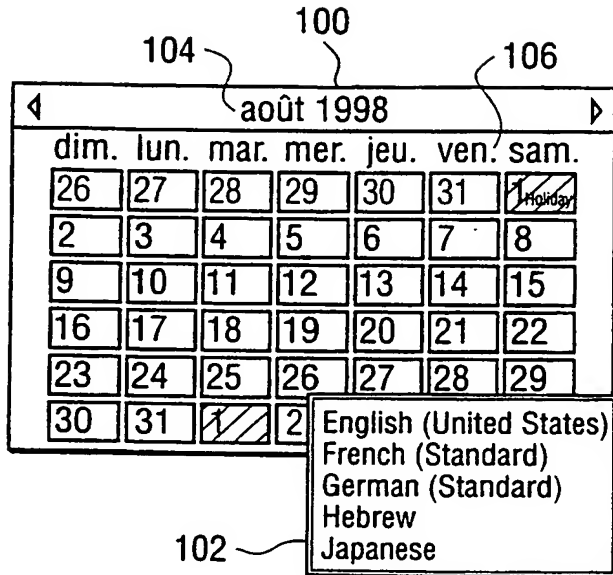 100
104
106
août 1998
dim. lun. mar. mer. jeu. ven. sam.
26 27 28 29 30 31 1 Holiday
2 3 4 5 6 7 8
9 10 11 12 13 14 15
16 17 18 19 20 21 22
23 24 25 26 27 28 29
30 31 1 2
English (United States)
French (Standard)
German (Standard)
Hebrew
Japanese
102